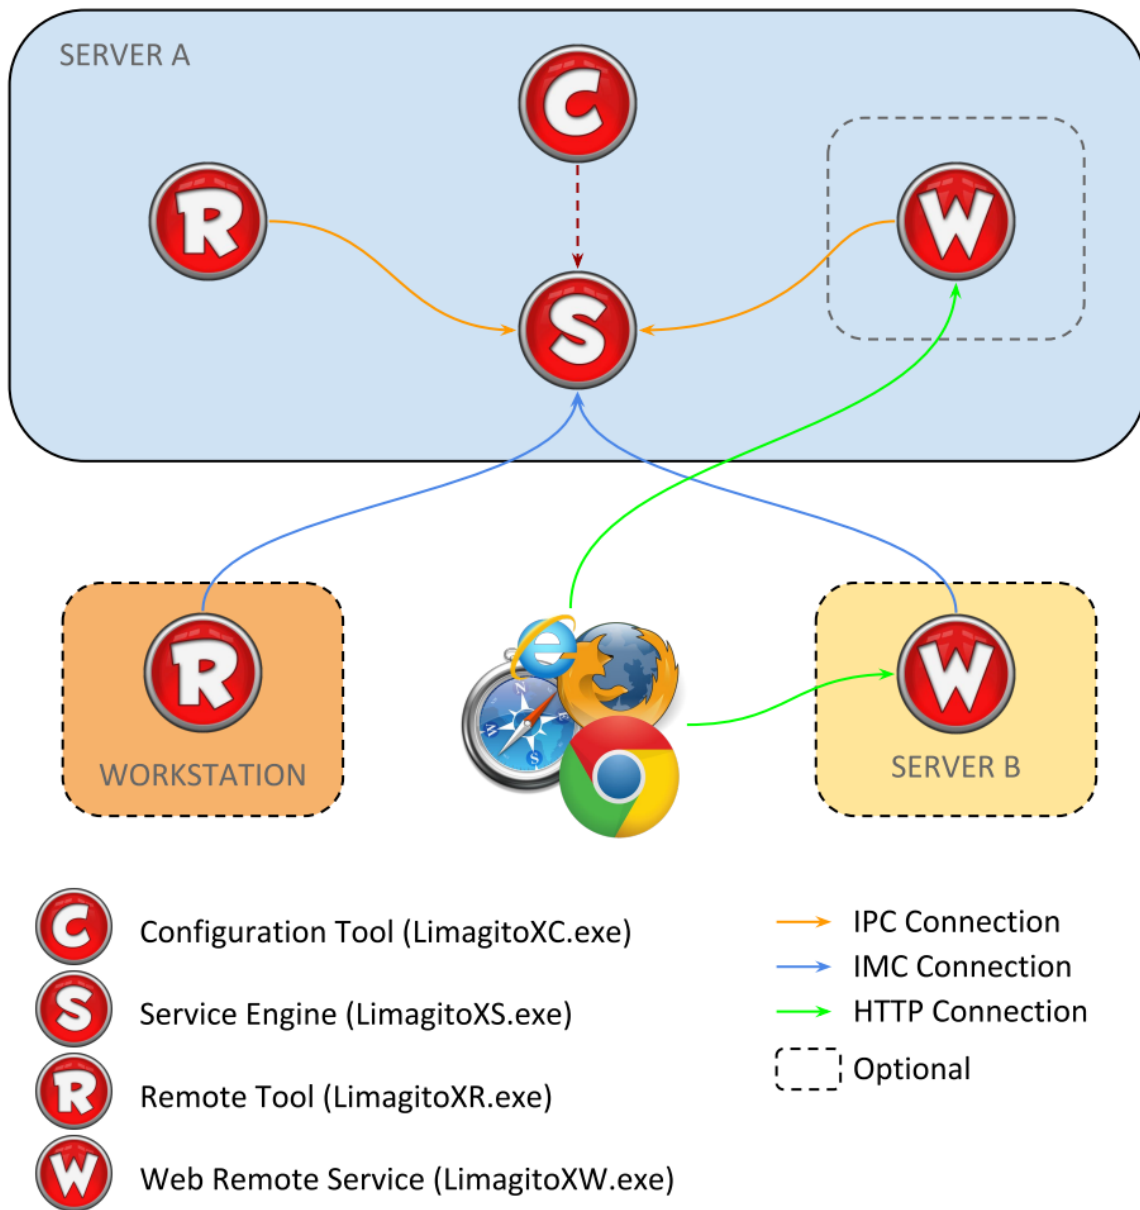 SERVER A
C
R
W
S
R
W
WORKSTATION
SERVER B
N
E
S
W
C Configuration Tool (LimagitoXC.exe)
S Service Engine (LimagitoXS.exe)
R Remote Tool (LimagitoXR.exe)
W Web Remote Service (LimagitoXW.exe)
IPC Connection
IMC Connection
HTTP Connection
Optional